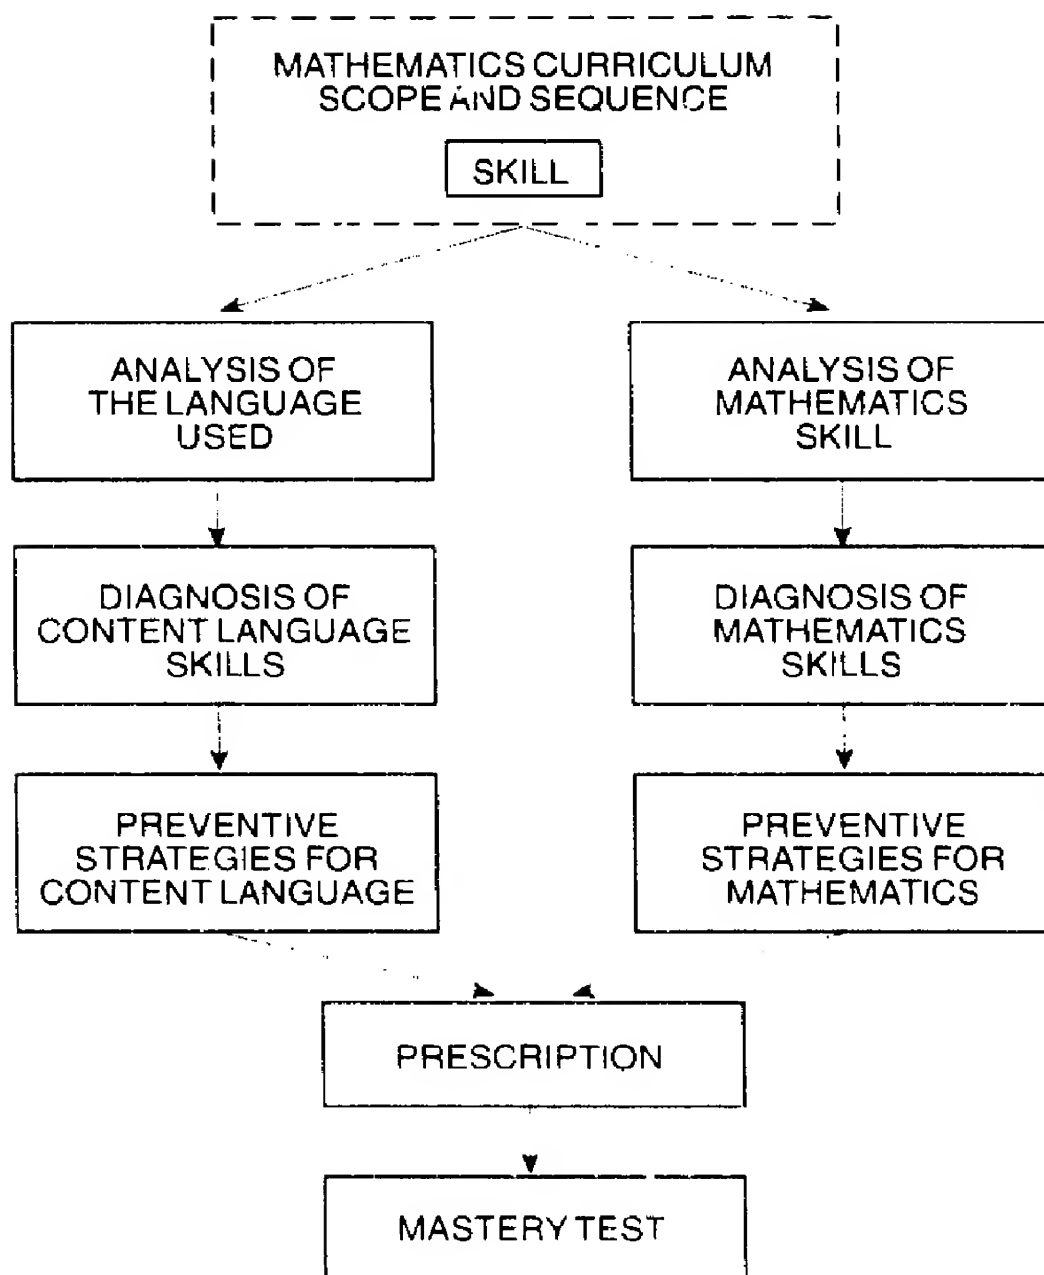 MATHEMATICS CURRICULUM
SCOPE AND SEQUENCE
SKILL
ANALYSIS OF
THE LANGUAGE
USED
ANALYSIS OF
MATHEMATICS
SKILL
DIAGNOSIS OF
CONTENT LANGUAGE
SKILLS
DIAGNOSIS OF
MATHEMATICS
SKILLS
PREVENTIVE
STRATEGIES FOR
CONTENT LANGUAGE
PREVENTIVE
STRATEGIES FOR
MATHEMATICS
PRESCRIPTION
MASTERY TEST